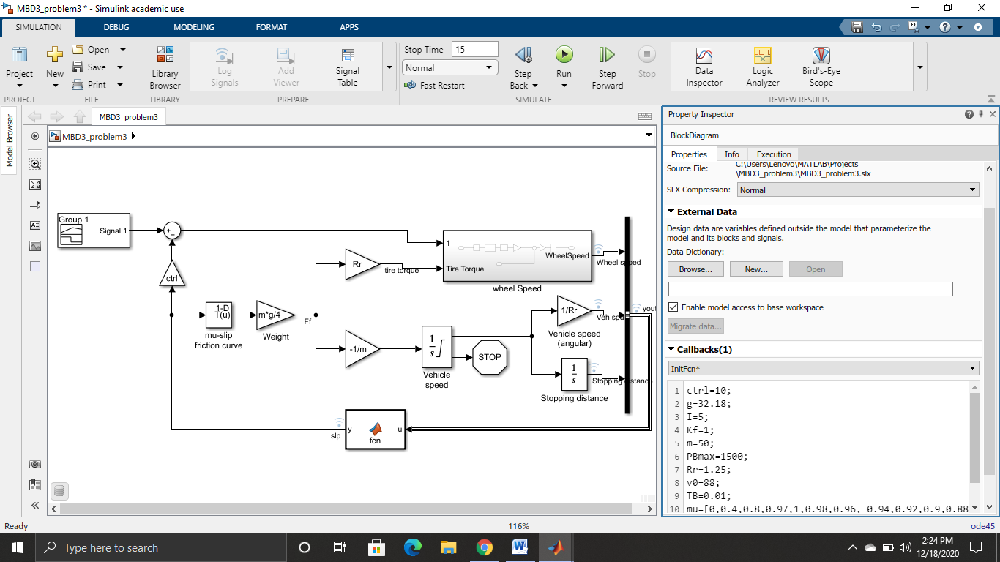 MBD3_problem3 * - Simulink academic use
SIMULATION DEBUG MODELING FORMAT APPS
Project
New
Open
Save
Print
Library Browser
Log Signals
Add Viewer
Signal Table
Stop Time 15
Normal
Fast Restart
Step Back
Run
Step Forward
Stop
Data Inspector
Logic Analyzer
Bird's-Eye Scope
PROJECT FILE LIBRARY PREPARE SIMULATE REVIEW RESULTS
Model Browser
MBD3_problem3
MBD3_problem3
Group 1
Signal 1
+
_
ctrl
1-D
T(u)
mu-slip
friction curve
m*g/4
Weight
Ff
Rr
tire torque
1
Tire Torque
WheelSpeed
wheel Speed
Wheel speed
-1/m
1
s
Vehicle
speed
STOP
1/Rr
Vehicle speed
(angular)
Veh spd
yout
1
s
Stopping distance
Stopping distance
y
u
fcn
slp
Property Inspector
BlockDiagram
Properties Info Execution
Source File:
C:\Users\Lenovo\MATLAB\Projects
\MBD3_problem3\MBD3_problem3.slx
SLX Compression: Normal
External Data
Design data are variables defined outside the model that parameterize the
model and its blocks and signals.
Data Dictionary:
Browse... New... Open
Enable model access to base workspace
Migrate data...
Callbacks(1)
InitFcn*
1 ctrl=10;
2 g=32.18;
3 I=5;
4 Kf=1;
5 m=50;
6 PBmax=1500;
7 Rr=1.25;
8 v0=88;
9 TB=0.01;
10 mu=[0,0.4,0.8,0.97,1,0.98,0.96, 0.94,0.92,0.9,0.88
Ready 116% ode45
Type here to search
2:24 PM
12/18/2020